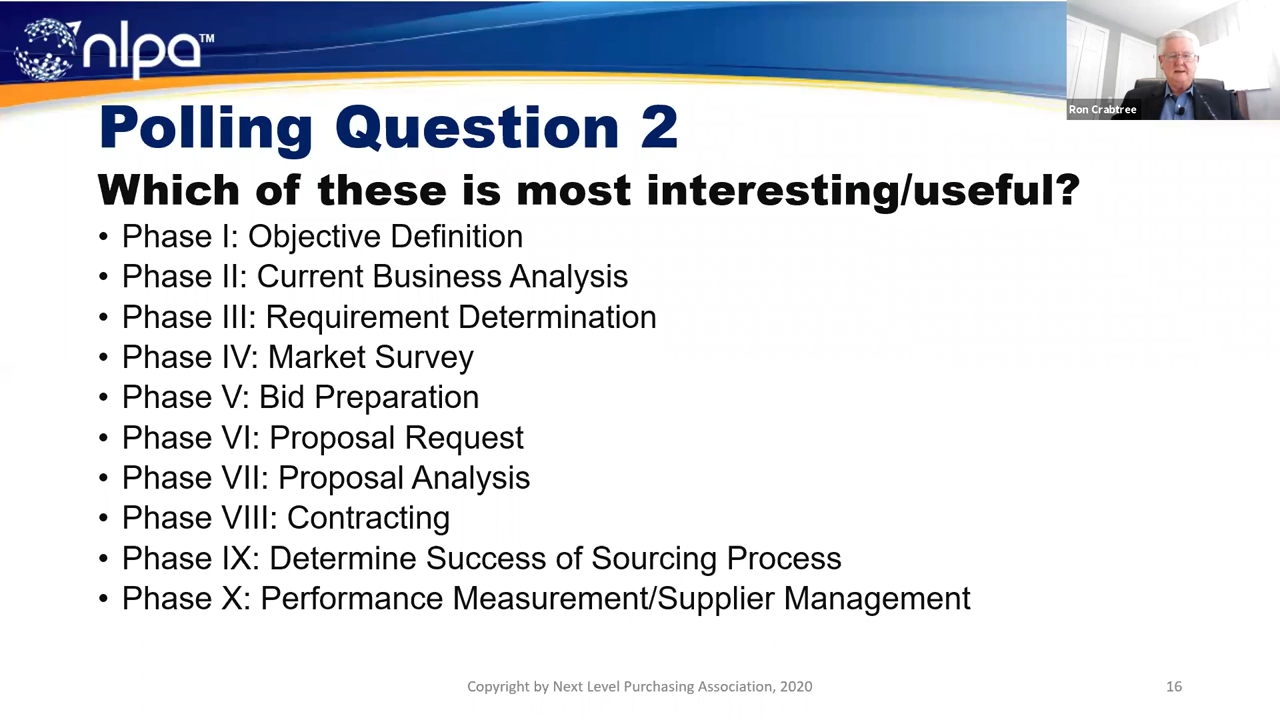 nlpa™
Ron Crabtree
Polling Question 2
Which of these is most interesting/useful?
• Phase I: Objective Definition
• Phase II: Current Business Analysis
• Phase III: Requirement Determination
• Phase IV: Market Survey
• Phase V: Bid Preparation
• Phase VI: Proposal Request
• Phase VII: Proposal Analysis
• Phase VIII: Contracting
• Phase IX: Determine Success of Sourcing Process
• Phase X: Performance Measurement/Supplier Management
Copyright by Next Level Purchasing Association, 2020
16